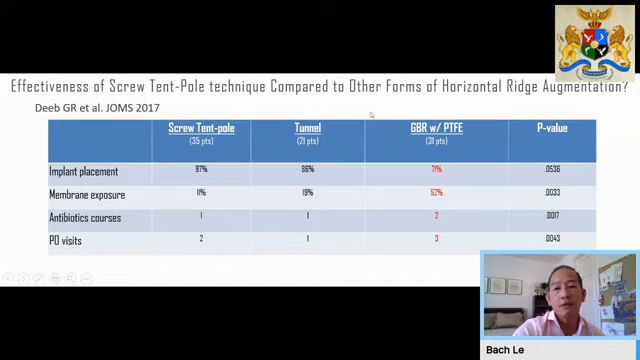 Effectiveness of Screw Tent-Pole technique Compared to Other Forms of Horizontal Ridge Augmentation?
Deeb GR et al. JOMS 2017
Screw Tent-pole Tunnel GBR w/ PTFE P-value
(35 pts) (21 pts) (31 pts)
Implant placement 97% 86% 71% .0536
Membrane exposure 11% 19% 52% .0033
Antibiotics courses 1 1 2 .0017
PO visits 2 1 3 .0043
Bach Le